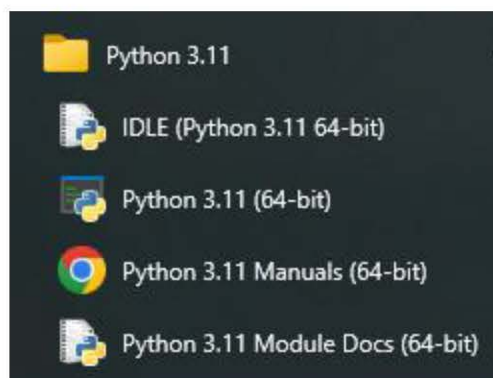 Python 3.11
IDLE (Python 3.11 64-bit)
Python 3.11 (64-bit)
Python 3.11 Manuals (64-bit)
Python 3.11 Module Docs (64-bit)